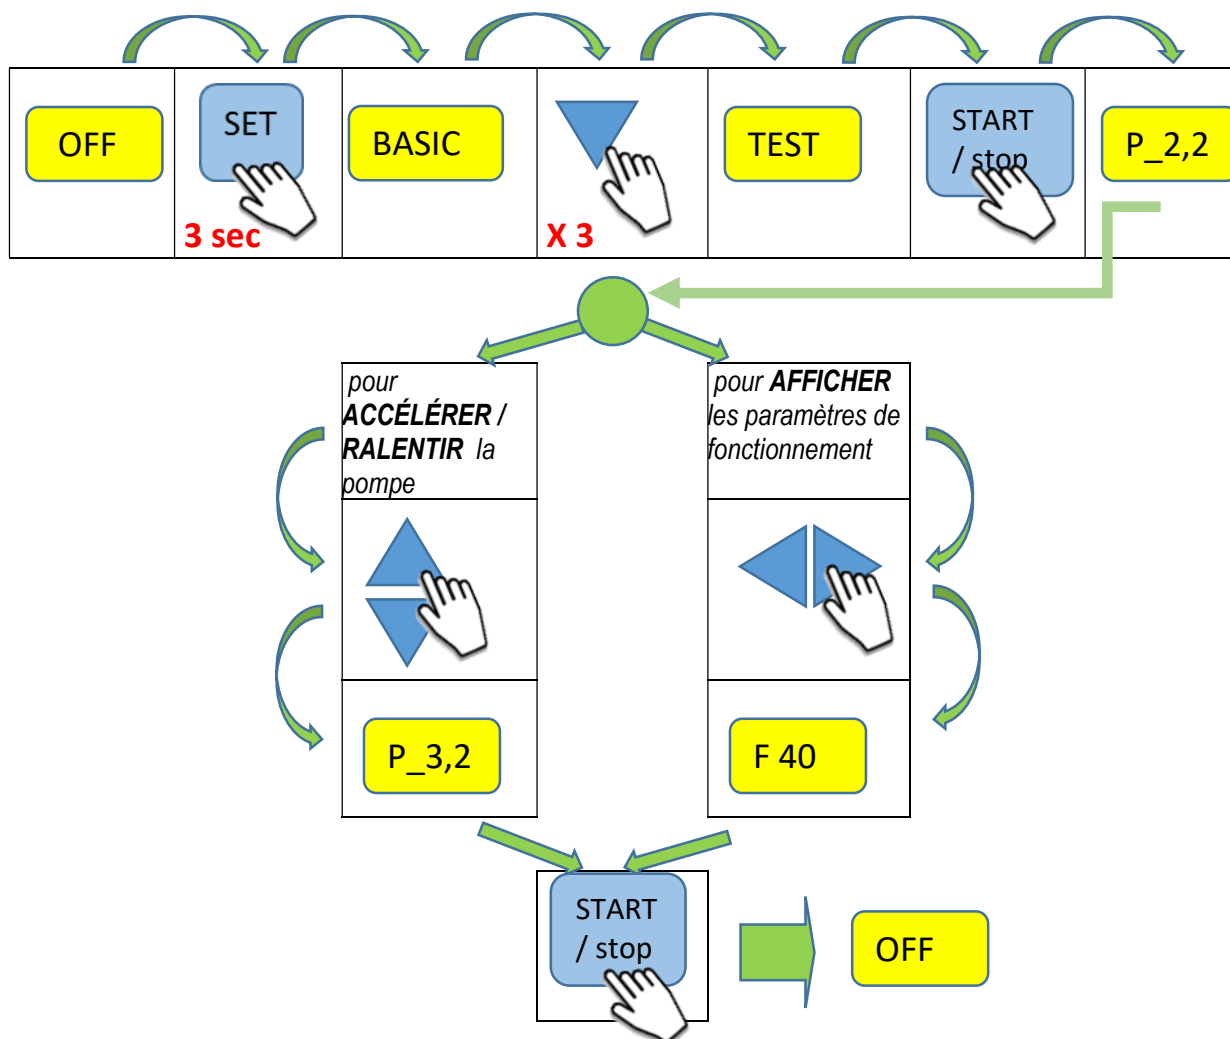 OFF
SET
3 sec
BASIC
X 3
TEST
START
/ stop
P_2,2
pour
ACCÉLÉRER /
RALENTIR la
pompe
pour AFFICHER
les paramètres de
fonctionnement
P_3,2
F 40
START
/ stop
OFF